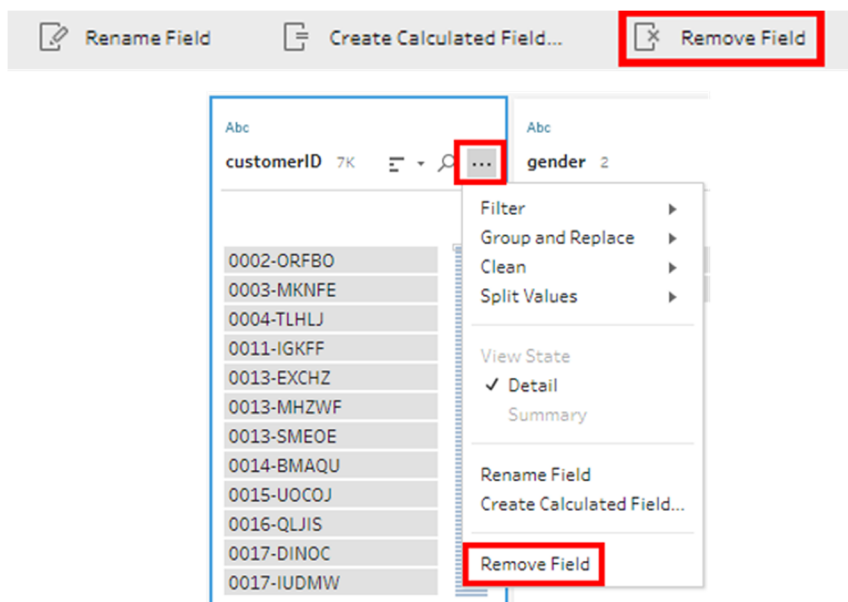 Rename Field Create Calculated Field... Remove Field
Abc
customerID 7K ...
Abc
gender 2
Filter
Group and Replace
Clean
Split Values
View State
✓ Detail
Summary
Rename Field
Create Calculated Field...
Remove Field
0002-ORFBO
0003-MKNFE
0004-TLHLJ
0011-IGKFF
0013-EXCHZ
0013-MHZWF
0013-SMEOE
0014-BMAQU
0015-UOCOJ
0016-QLJIS
0017-DINOC
0017-IUDMW